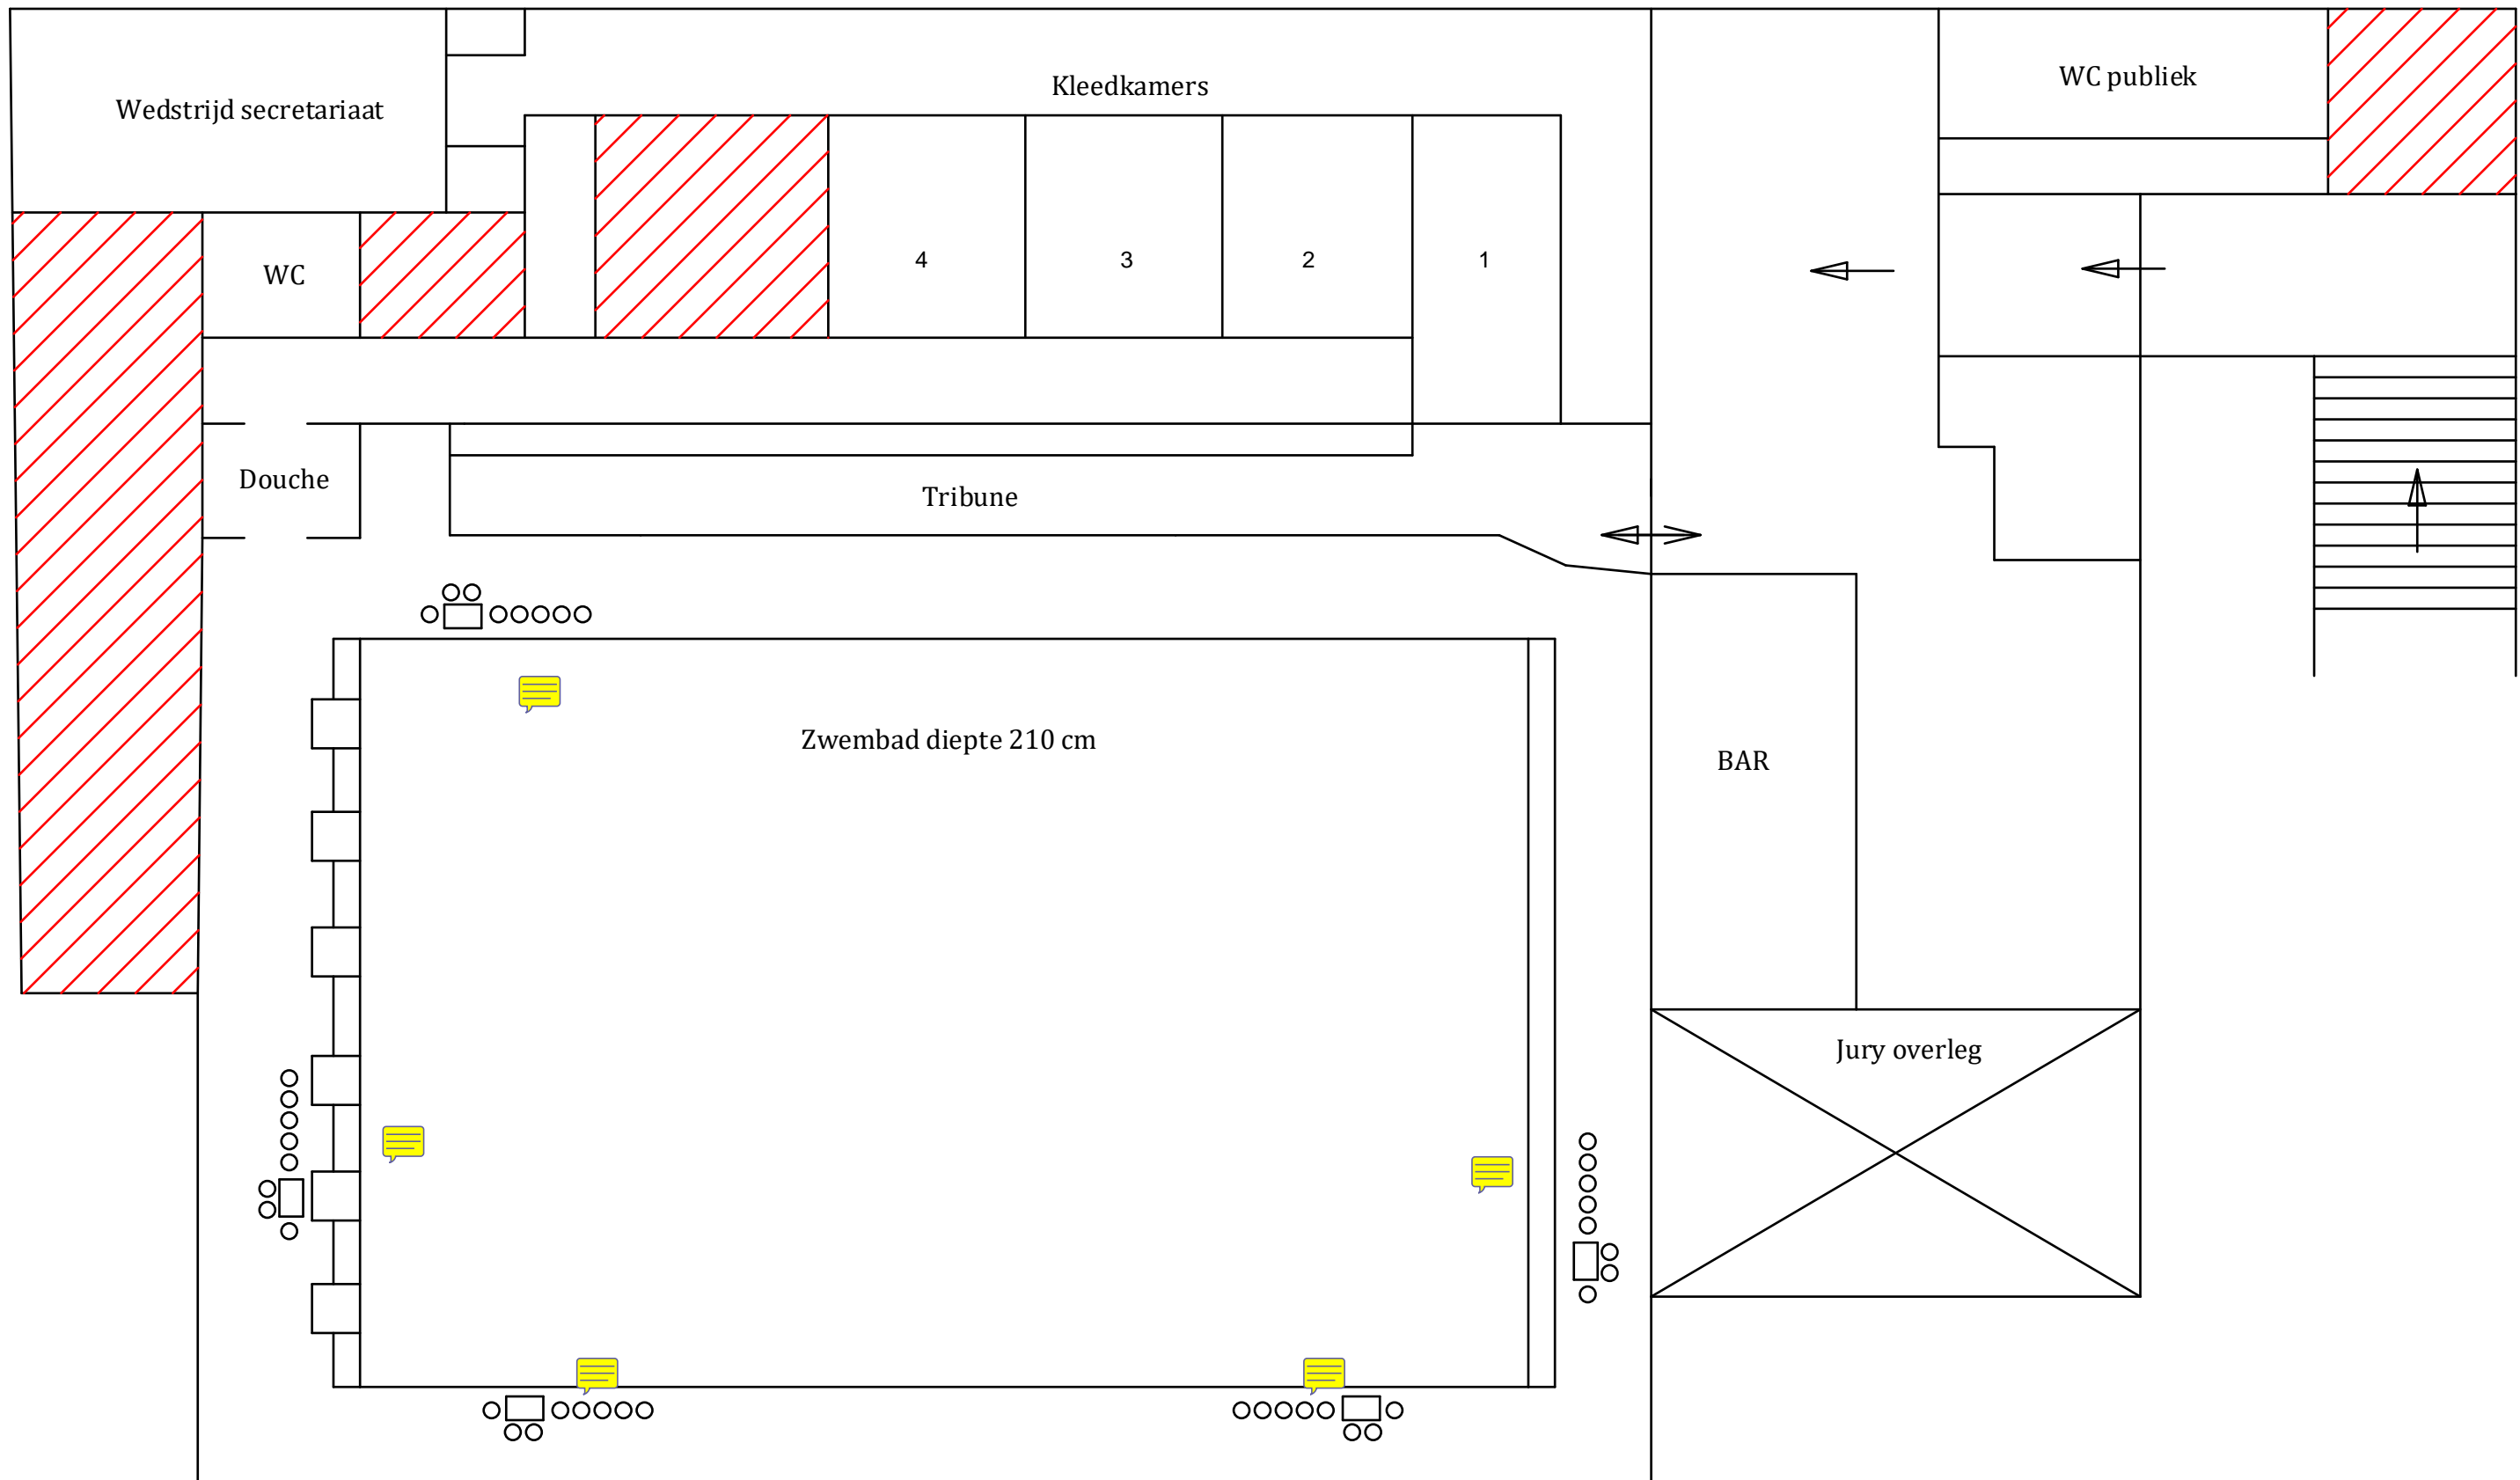 Kleedkamers
WC publiek
Wedstrijd secretariaat
4
3
2
1
WC
Douche
Tribune
Zwembad diepte 210 cm
BAR
Jury overleg